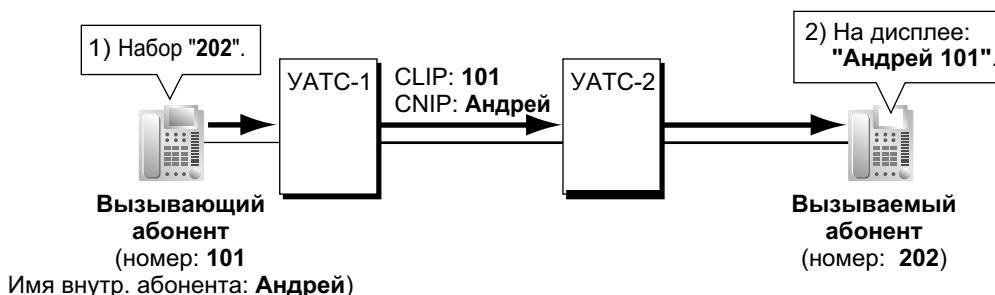 1) Набор "202".
2) На дисплее:
"Андрей 101".
УАТС-1
CLIP: 101
CNIP: Андрей
УАТС-2
Вызывающий
абонент
(номер: 101
Имя внутр. абонента: Андрей)
Вызываемый
абонент
(номер: 202)